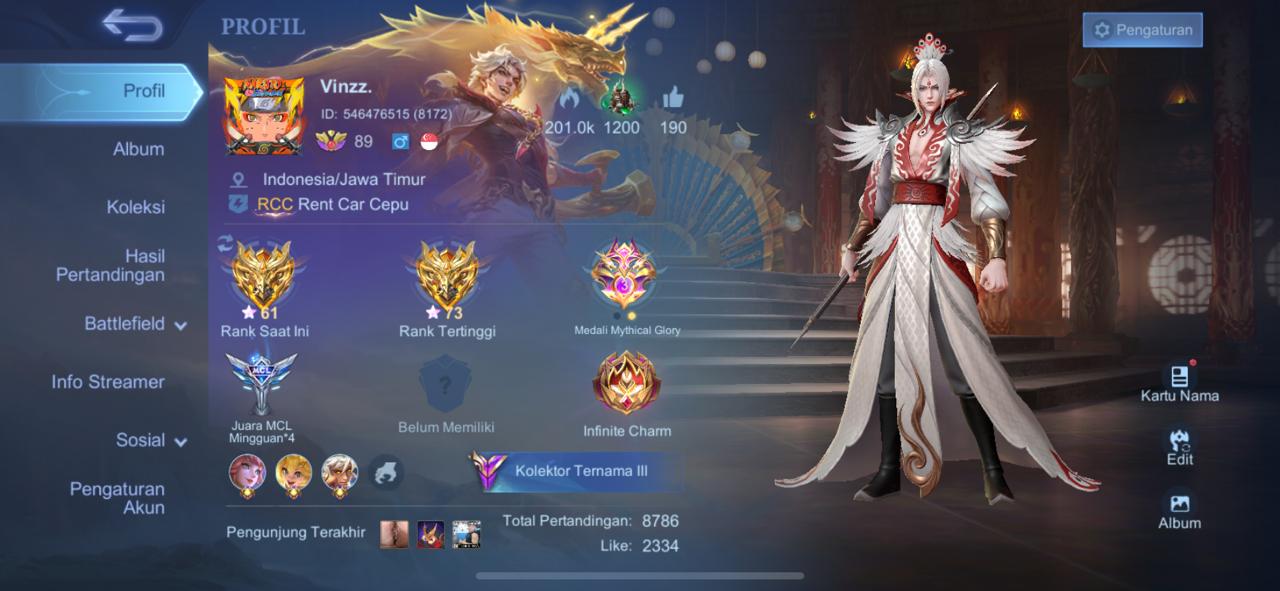 PROFIL
Pengaturan
Profil
Album
Koleksi
Hasil
Pertandingan
Battlefield
Info Streamer
Sosial
Pengaturan
Akun
Vinzz.
ID: 546476515 (8172)
89
201.0k 1200 190
Indonesia/Jawa Timur
.RCC Rent Car Cepu
61
Rank Saat Ini
73
Rank Tertinggi
3
Medali Mythical Glory
MCL
Juara MCL
Mingguan*4
?
Belum Memiliki
Infinite Charm
Kolektor Ternama III
Pengunjung Terakhir
Total Pertandingan: 8786
Like: 2334
Kartu Nama
Edit
Album